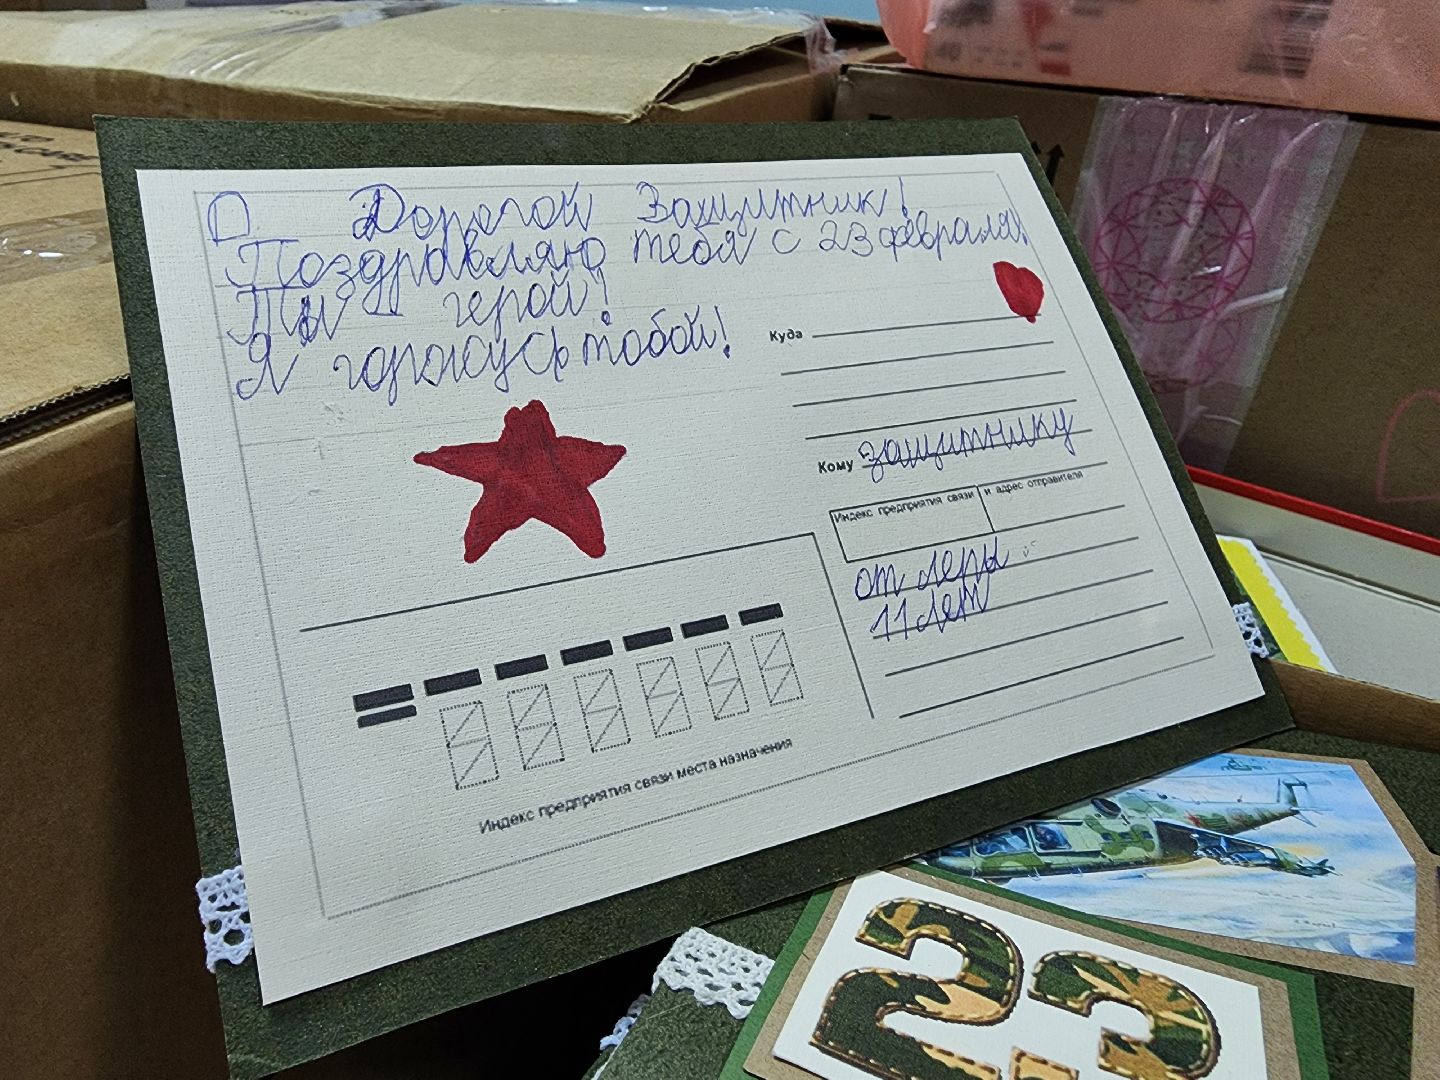 П Дорогой Защитник!
Поздравляю тебя с 23 февраля!
Ты герой!
Я горжусь тобой!
Куда
Кому защитнику
Индекс предприятия связи и адрес отправителя
от леры
11 лет
Индекс предприятия связи места назначения
23